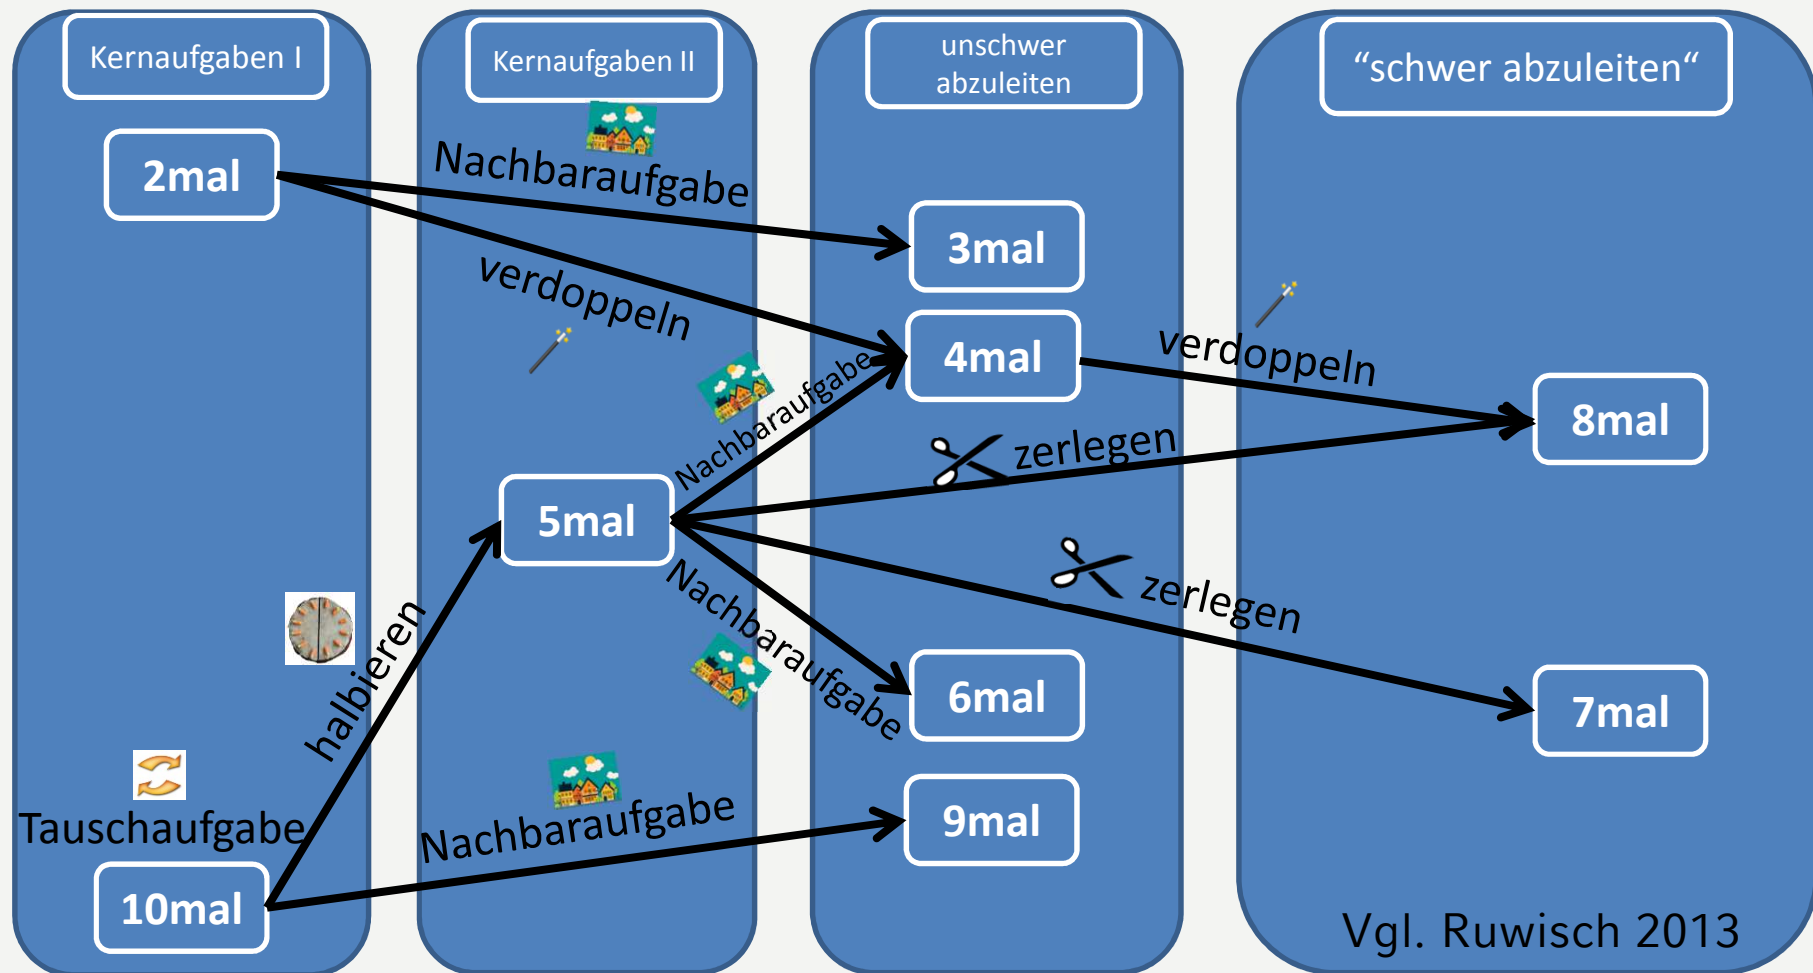 Kernaufgaben I
2mal
Tauschaufgabe
10mal
halbieren
Kernaufgaben II
Nachbaraufgabe
verdoppeln
5mal
Nachbaraufgabe
Nachbaraufgabe
Nachbaraufgabe
unschwer
abzuleiten
3mal
4mal
zerlegen
zerlegen
6mal
9mal
“schwer abzuleiten“
verdoppeln
8mal
7mal
Vgl. Ruwisch 2013